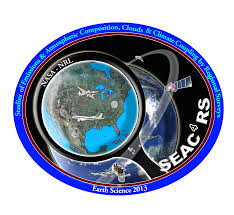 Studies of Emissions & Atmospheric Composition, Clouds & Climate Coupling by Regional Surveys
NASA NRL
SEAC⁴RS
Earth Science 2013